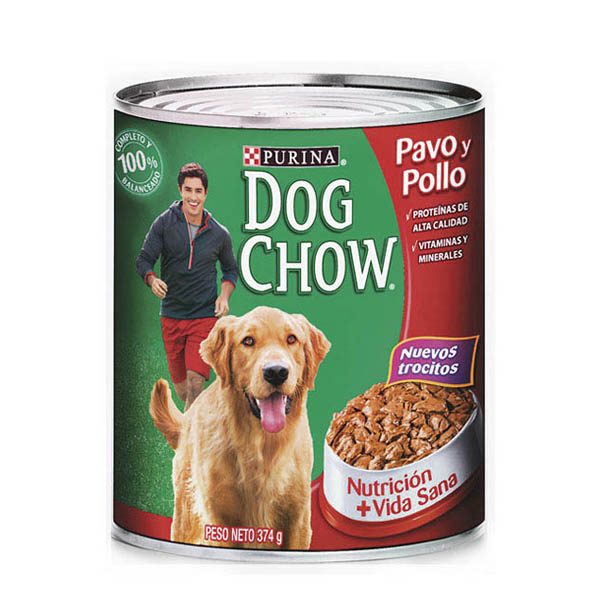 COMPLETO Y
100%
BALANCEADO
PURINA®
DOG
CHOW®
Pavo y
Pollo
✓ PROTEÍNAS DE
ALTA CALIDAD
✓ VITAMINAS Y
MINERALES
Nuevos
trocitos
Nutrición
+Vida Sana
PESO NETO 374 g